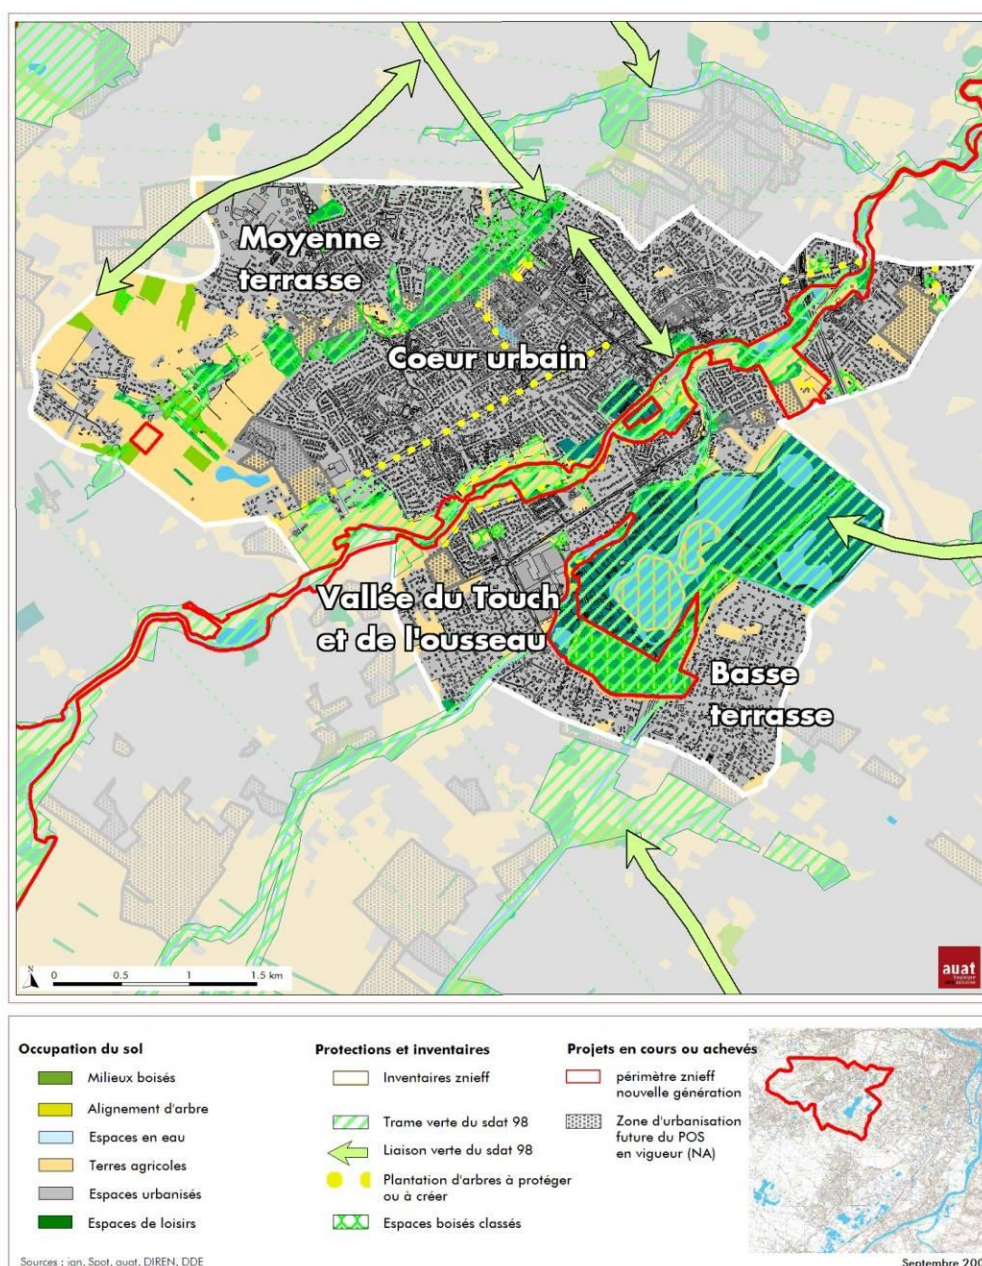 Moyenne
terrasse
Coeur urbain
Vallée du Touch
et de l'ousseau
Basse
terrasse
N
0 0.5 1 1.5 km
auat
Occupation du sol
Milieux boisés
Alignement d'arbre
Espaces en eau
Terres agricoles
Espaces urbanisés
Espaces de loisirs
Protections et inventaires
Inventaires znieff
Trame verte du sdat 98
Liaison verte du sdat 98
Plantation d'arbres à protéger
ou à créer
Espaces boisés classés
Projets en cours ou achevés
périmètre znieff
nouvelle génération
Zone d'urbanisation
future du POS
en vigueur (NA)
Sources : ign, Spot, auat, DIREN, DDE
Septembre 200